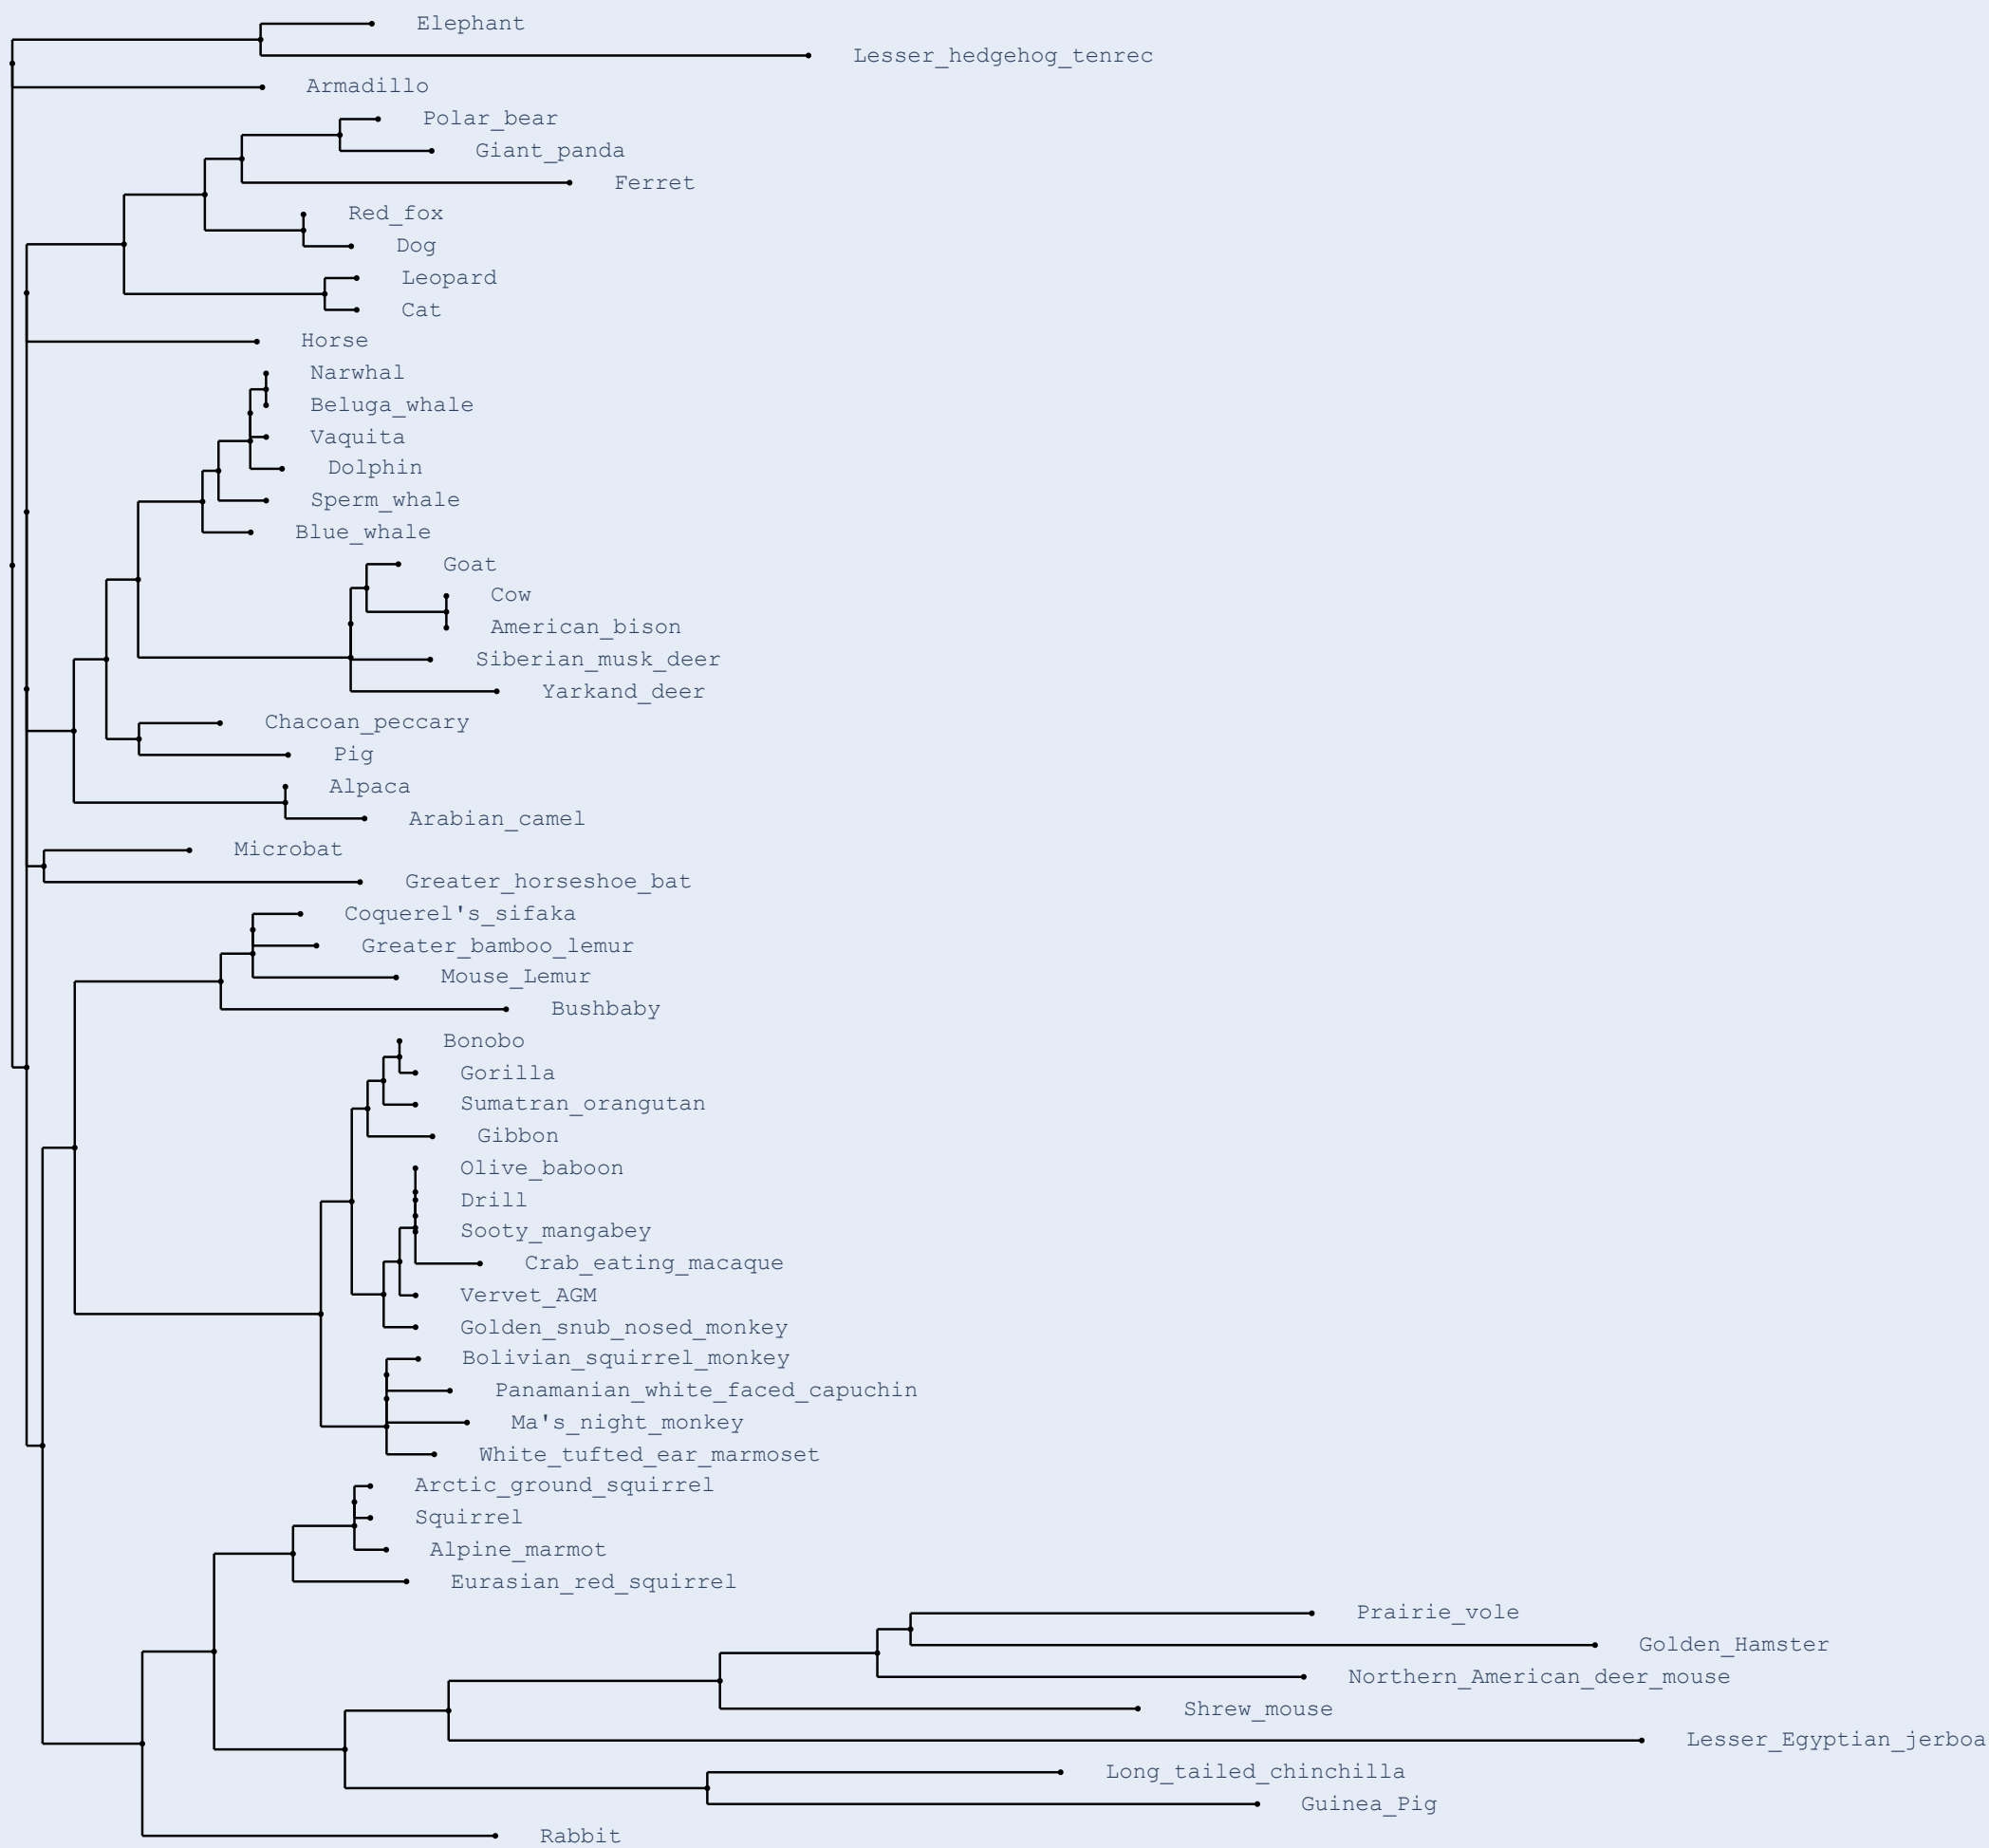 Elephant
Lesser_hedgehog_tenrec
Armadillo
Polar_bear
Giant_panda
Ferret
Red_fox
Dog
Leopard
Cat
Horse
Narwhal
Beluga_whale
Vaquita
Dolphin
Sperm_whale
Blue_whale
Goat
Cow
American_bison
Siberian_musk_deer
Yarkand_deer
Chacoan_peccary
Pig
Alpaca
Arabian_camel
Microbat
Greater_horseshoe_bat
Coquerel's_sifaka
Greater_bamboo_lemur
Mouse_Lemur
Bushbaby
Bonobo
Gorilla
Sumatran_orangutan
Gibbon
Olive_baboon
Drill
Sooty_mangabey
Crab_eating_macaque
Vervet_AGM
Golden_snub_nosed_monkey
Bolivian_squirrel_monkey
Panamanian_white_faced_capuchin
Ma's_night_monkey
White_tufted_ear_marmoset
Arctic_ground_squirrel
Squirrel
Alpine_marmot
Eurasian_red_squirrel
Prairie_vole
Golden_Hamster
Northern_American_deer_mouse
Shrew_mouse
Lesser_Egyptian_jerboa
Long_tailed_chinchilla
Guinea_Pig
Rabbit